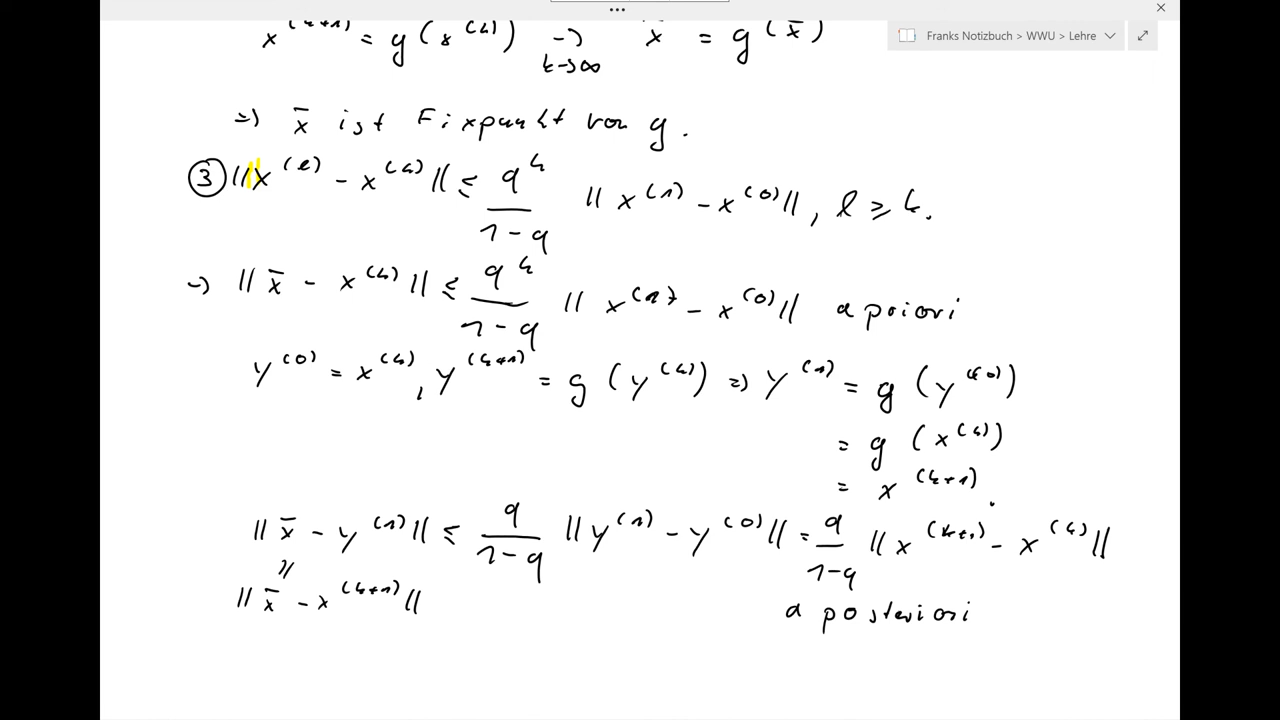 Franks Notizbuch > WWU > Lehre
x^(k+1) = g(x^(k)) → k→∞ x̄ = g(x̄)
⇒ x̄ ist Fixpunkt von g.
③ ‖x^(l) - x^(k)‖ ≤ q^k/(1-q) ‖x^(1) - x^(0)‖, l ≥ k.
→ ‖x̄ - x^(k)‖ ≤ q^k/(1-q) ‖x^(1) - x^(0)‖ a priori
y^(0) = x^(k), y^(k+1) = g(y^(k)) ⇒ y^(1) = g(y^(0))
= g(x^(k))
= x^(k+1).
‖x̄ - y^(1)‖ ≤ q/(1-q) ‖y^(1) - y^(0)‖ = q/(1-q) ‖x^(k+1) - x^(k)‖
=
‖x̄ - x^(k+1)‖
a posteriori